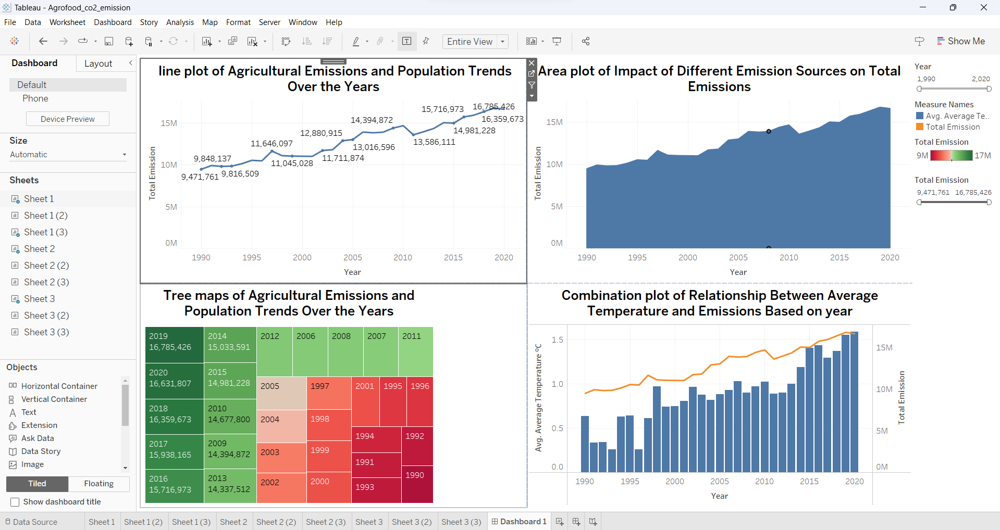 Tableau - Agrofood_co2_emission
File Data Worksheet Dashboard Story Analysis Map Format Server Window Help
Entire View
Show Me
Dashboard
Layout
Default
Phone
Device Preview
Size
Automatic
Sheets
Sheet 1
Sheet 1 (2)
Sheet 1 (3)
Sheet 2
Sheet 2 (2)
Sheet 2 (3)
Sheet 3
Sheet 3 (2)
Sheet 3 (3)
Objects
Horizontal Container
Vertical Container
Text
Extension
Ask Data
Data Story
Image
Tiled
Floating
Show dashboard title
line plot of Agricultural Emissions and Population Trends
Over the Years
Total Emission
15M
10M
5M
0M
9,471,761
9,848,137
9,816,509
11,646,097
11,045,028
12,880,915
11,711,874
13,016,596
14,394,872
13,586,111
15,716,973
14,981,228
16,785,426
16,359,673
1990 1995 2000 2005 2010 2015 2020
Year
Area plot of Impact of Different Emission Sources on Total
Emissions
Total Emission
15M
10M
5M
0M
1990 1995 2000 2005 2010 2015 2020
Year
Year
1,990 2,020
Measure Names
Avg. Average Te..
Total Emission
Total Emission
9M 17M
Total Emission
9,471,761 16,785,426
Tree maps of Agricultural Emissions and
Population Trends Over the Years
2019
16,785,426
2020
16,631,807
2018
16,359,673
2017
15,938,165
2016
15,716,973
2014
15,033,591
2015
14,981,228
2010
14,677,800
2009
14,394,872
2013
14,337,512
2012
2006
2008
2007
2011
2005
2004
2003
2002
1997
1998
1999
2000
2001
1995
1996
1994
1991
1993
1992
1990
Combination plot of Relationship Between Average
Temperature and Emissions Based on year
Avg. Average Temperature °C
1.5
1.0
0.5
0.0
15M
10M
5M
0M
Total Emission
1990 1995 2000 2005 2010 2015 2020
Year
Data Source Sheet 1 Sheet 1 (2) Sheet 1 (3) Sheet 2 Sheet 2 (2) Sheet 2 (3) Sheet 3 Sheet 3 (2) Sheet 3 (3) Dashboard 1